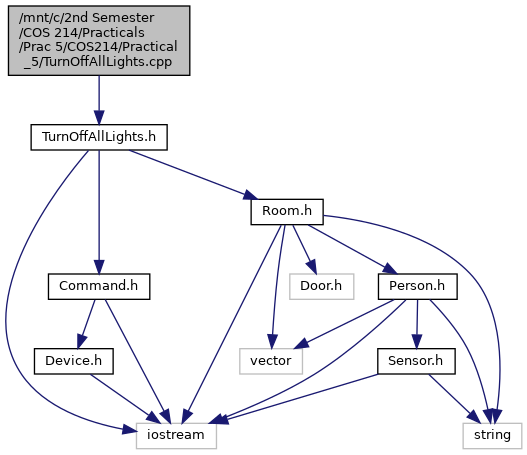 /mnt/c/2nd Semester
/COS 214/Practicals
/Prac 5/COS214/Practical
_5/TurnOffAllLights.cpp
TurnOffAllLights.h
Room.h
Command.h
Door.h
Person.h
Device.h
vector
Sensor.h
iostream
string